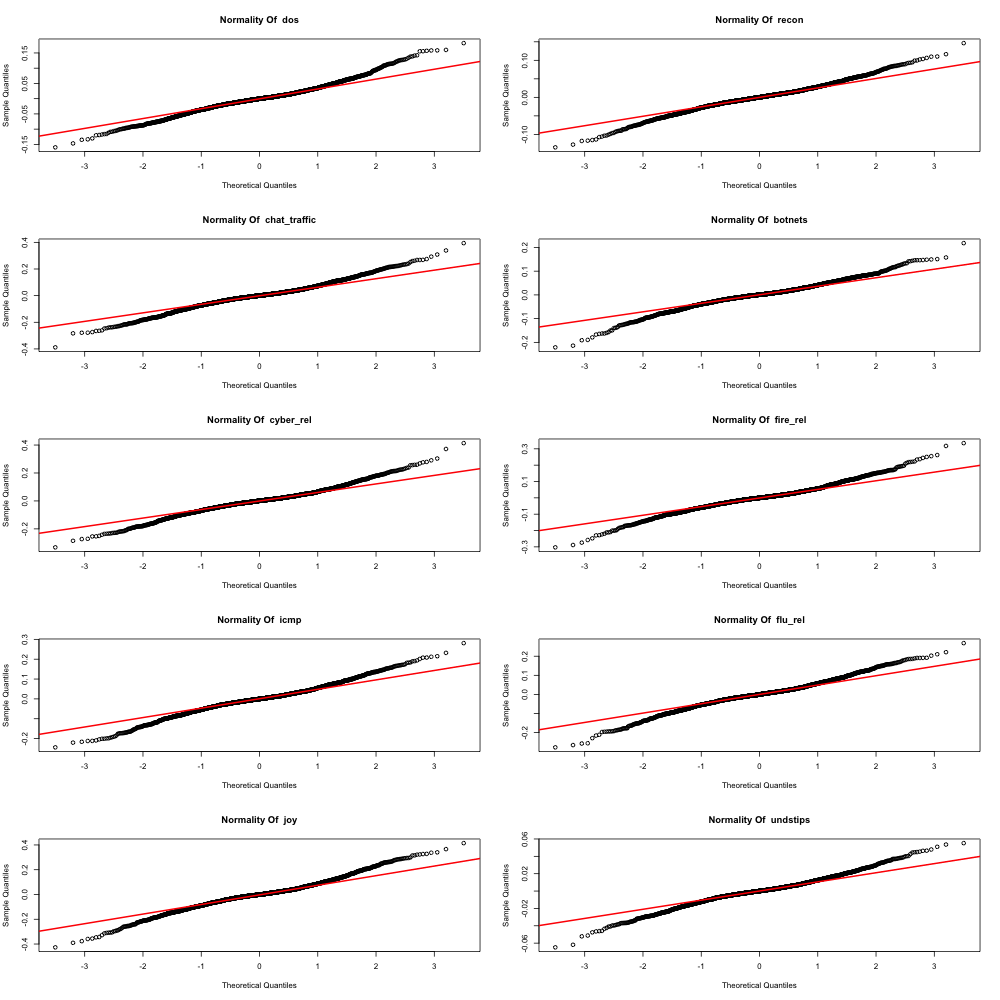 Normality Of dos
Sample Quantiles
-0.15 -0.05 0.05 0.15
-3 -2 -1 0 1 2 3
Theoretical Quantiles
Normality Of recon
Sample Quantiles
-0.10 0.00 0.10
-3 -2 -1 0 1 2 3
Theoretical Quantiles
Normality Of chat_traffic
Sample Quantiles
-0.4 -0.2 0.0 0.2 0.4
-3 -2 -1 0 1 2 3
Theoretical Quantiles
Normality Of botnets
Sample Quantiles
-0.2 -0.1 0.0 0.1 0.2
-3 -2 -1 0 1 2 3
Theoretical Quantiles
Normality Of cyber_rel
Sample Quantiles
-0.2 0.0 0.2 0.4
-3 -2 -1 0 1 2 3
Theoretical Quantiles
Normality Of fire_rel
Sample Quantiles
-0.3 -0.1 0.1 0.3
-3 -2 -1 0 1 2 3
Theoretical Quantiles
Normality Of icmp
Sample Quantiles
-0.2 0.0 0.1 0.2 0.3
-3 -2 -1 0 1 2 3
Theoretical Quantiles
Normality Of flu_rel
Sample Quantiles
-0.2 0.0 0.1 0.2
-3 -2 -1 0 1 2 3
Theoretical Quantiles
Normality Of joy
Sample Quantiles
-0.4 -0.2 0.0 0.2 0.4
-3 -2 -1 0 1 2 3
Theoretical Quantiles
Normality Of undstips
Sample Quantiles
-0.06 -0.02 0.02 0.06
-3 -2 -1 0 1 2 3
Theoretical Quantiles